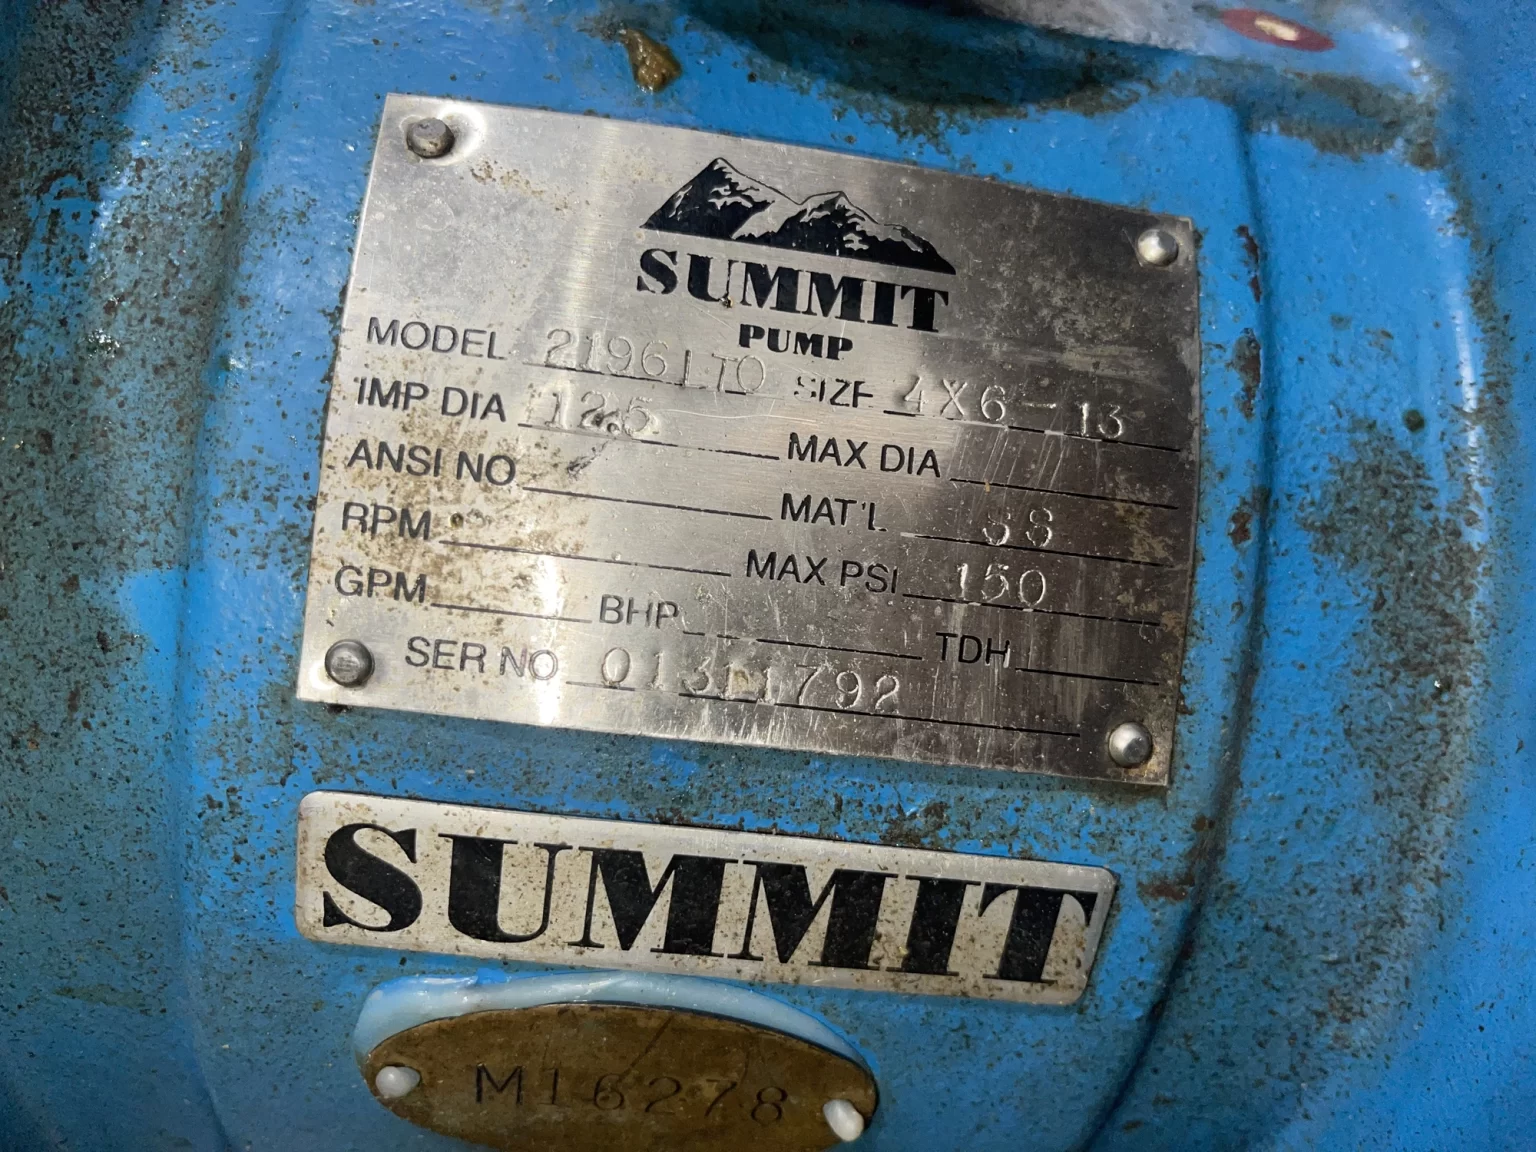 SUMMIT
PUMP
MODEL 2196LTO SIZE 4X6-13
IMP DIA 12.5 MAX DIA
ANSI NO MAT'L SS
RPM MAX PSI 150
GPM BHP TDH
SER NO 01311792
SUMMIT
M16278